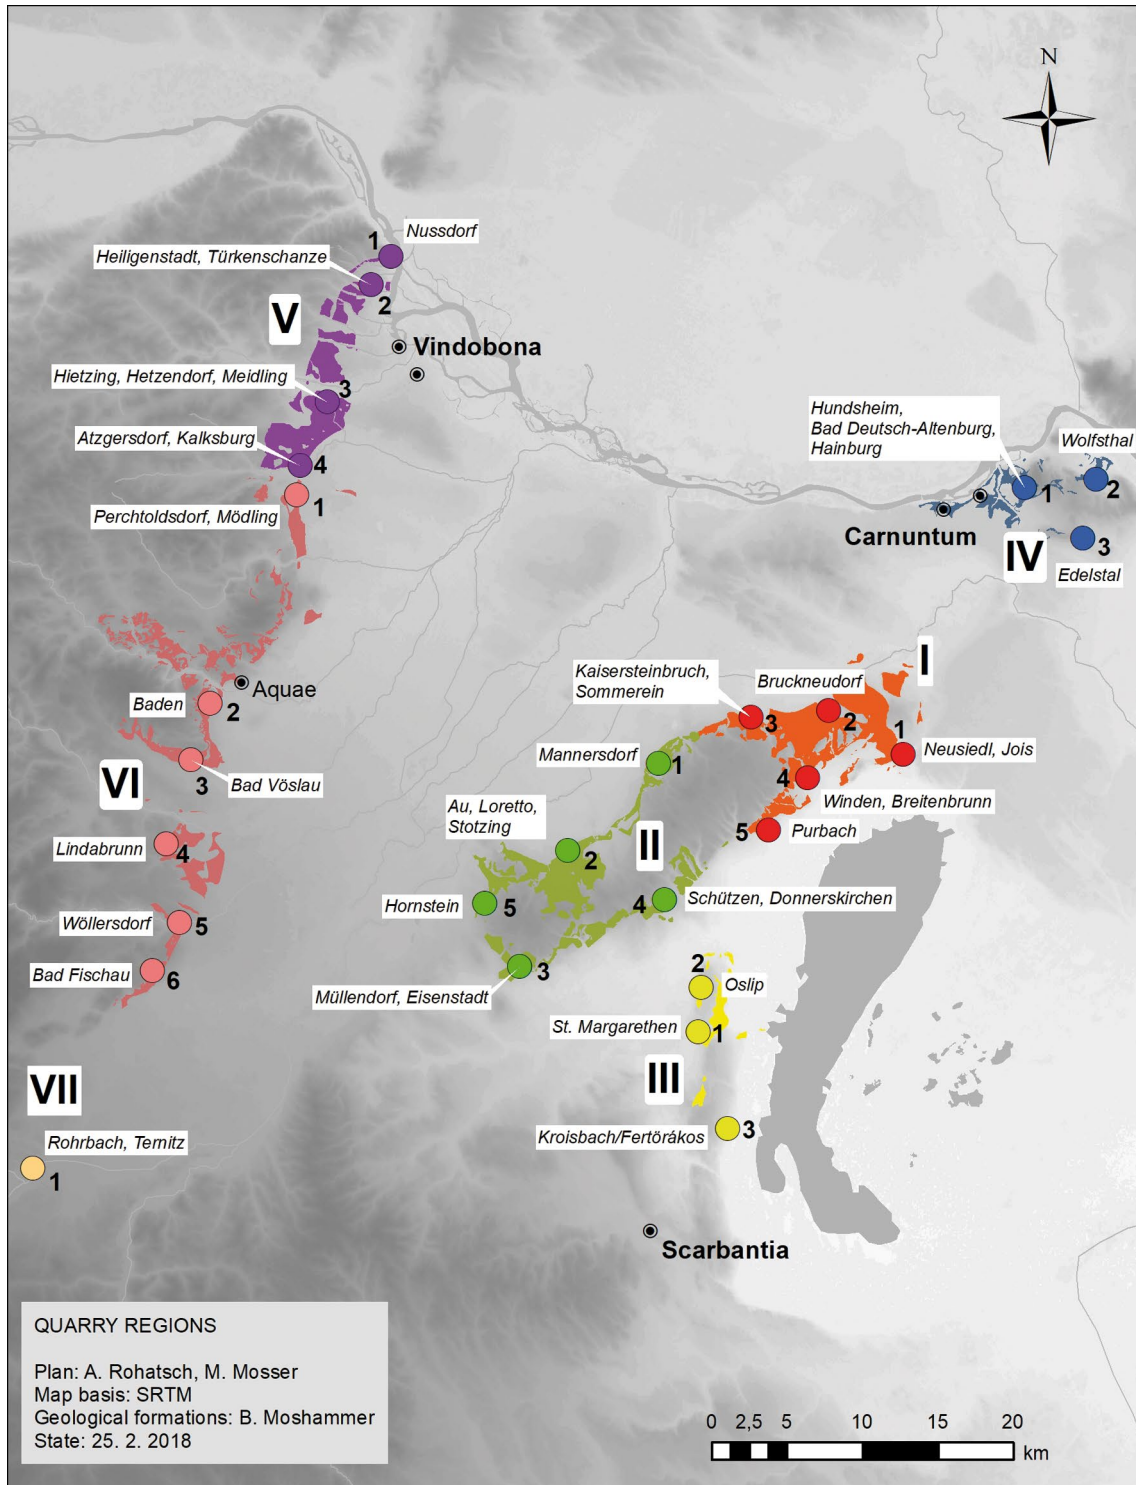 N
1
Nussdorf
Heiligenstadt, Türkenschanze
2
V
Vindobona
Hietzing, Hetzendorf, Meidling
3
Atzgersdorf, Kalksburg
4
1
Perchtoldsdorf, Mödling
Hundsheim,
Bad Deutsch-Altenburg,
Hainburg
Wolfsthal
1
2
Carnuntum
IV
3
Edelstal
Aquae
Baden
2
VI
3
Bad Vöslau
Lindabrunn
4
Wöllersdorf
5
Bad Fischau
6
I
Kaisersteinbruch,
Sommerein
Bruckneudorf
3
2
1
Neusiedl, Jois
Mannersdorf
1
4
Winden, Breitenbrunn
Au, Loretto,
Stotzing
2
II
5
Purbach
Hornstein
5
4
Schützen, Donnerskirchen
3
Müllendorf, Eisenstadt
2
Oslip
St. Margarethen
1
III
Kroisbach/Fertörákos
3
VII
Rohrbach, Ternitz
1
Scarbantia
QUARRY REGIONS
Plan: A. Rohatsch, M. Mosser
Map basis: SRTM
Geological formations: B. Moshammer
State: 25. 2. 2018
0 2,5 5 10 15 20
km